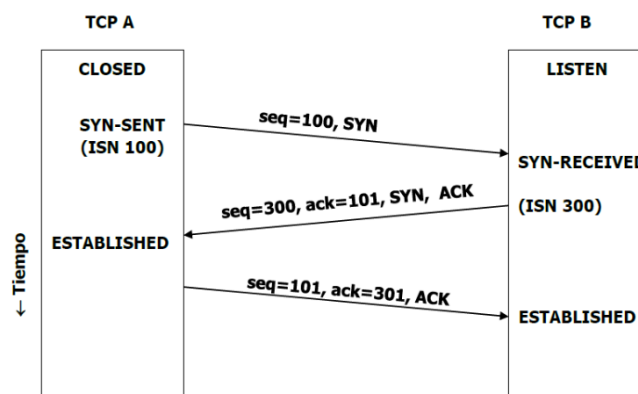 TCP A
TCP B
CLOSED
LISTEN
seq=100, SYN
SYN-SENT
(ISN 100)
SYN-RECEIVED
seq=300, ack=101, SYN, ACK
(ISN 300)
ESTABLISHED
← Tiempo
seq=101, ack=301, ACK
ESTABLISHED